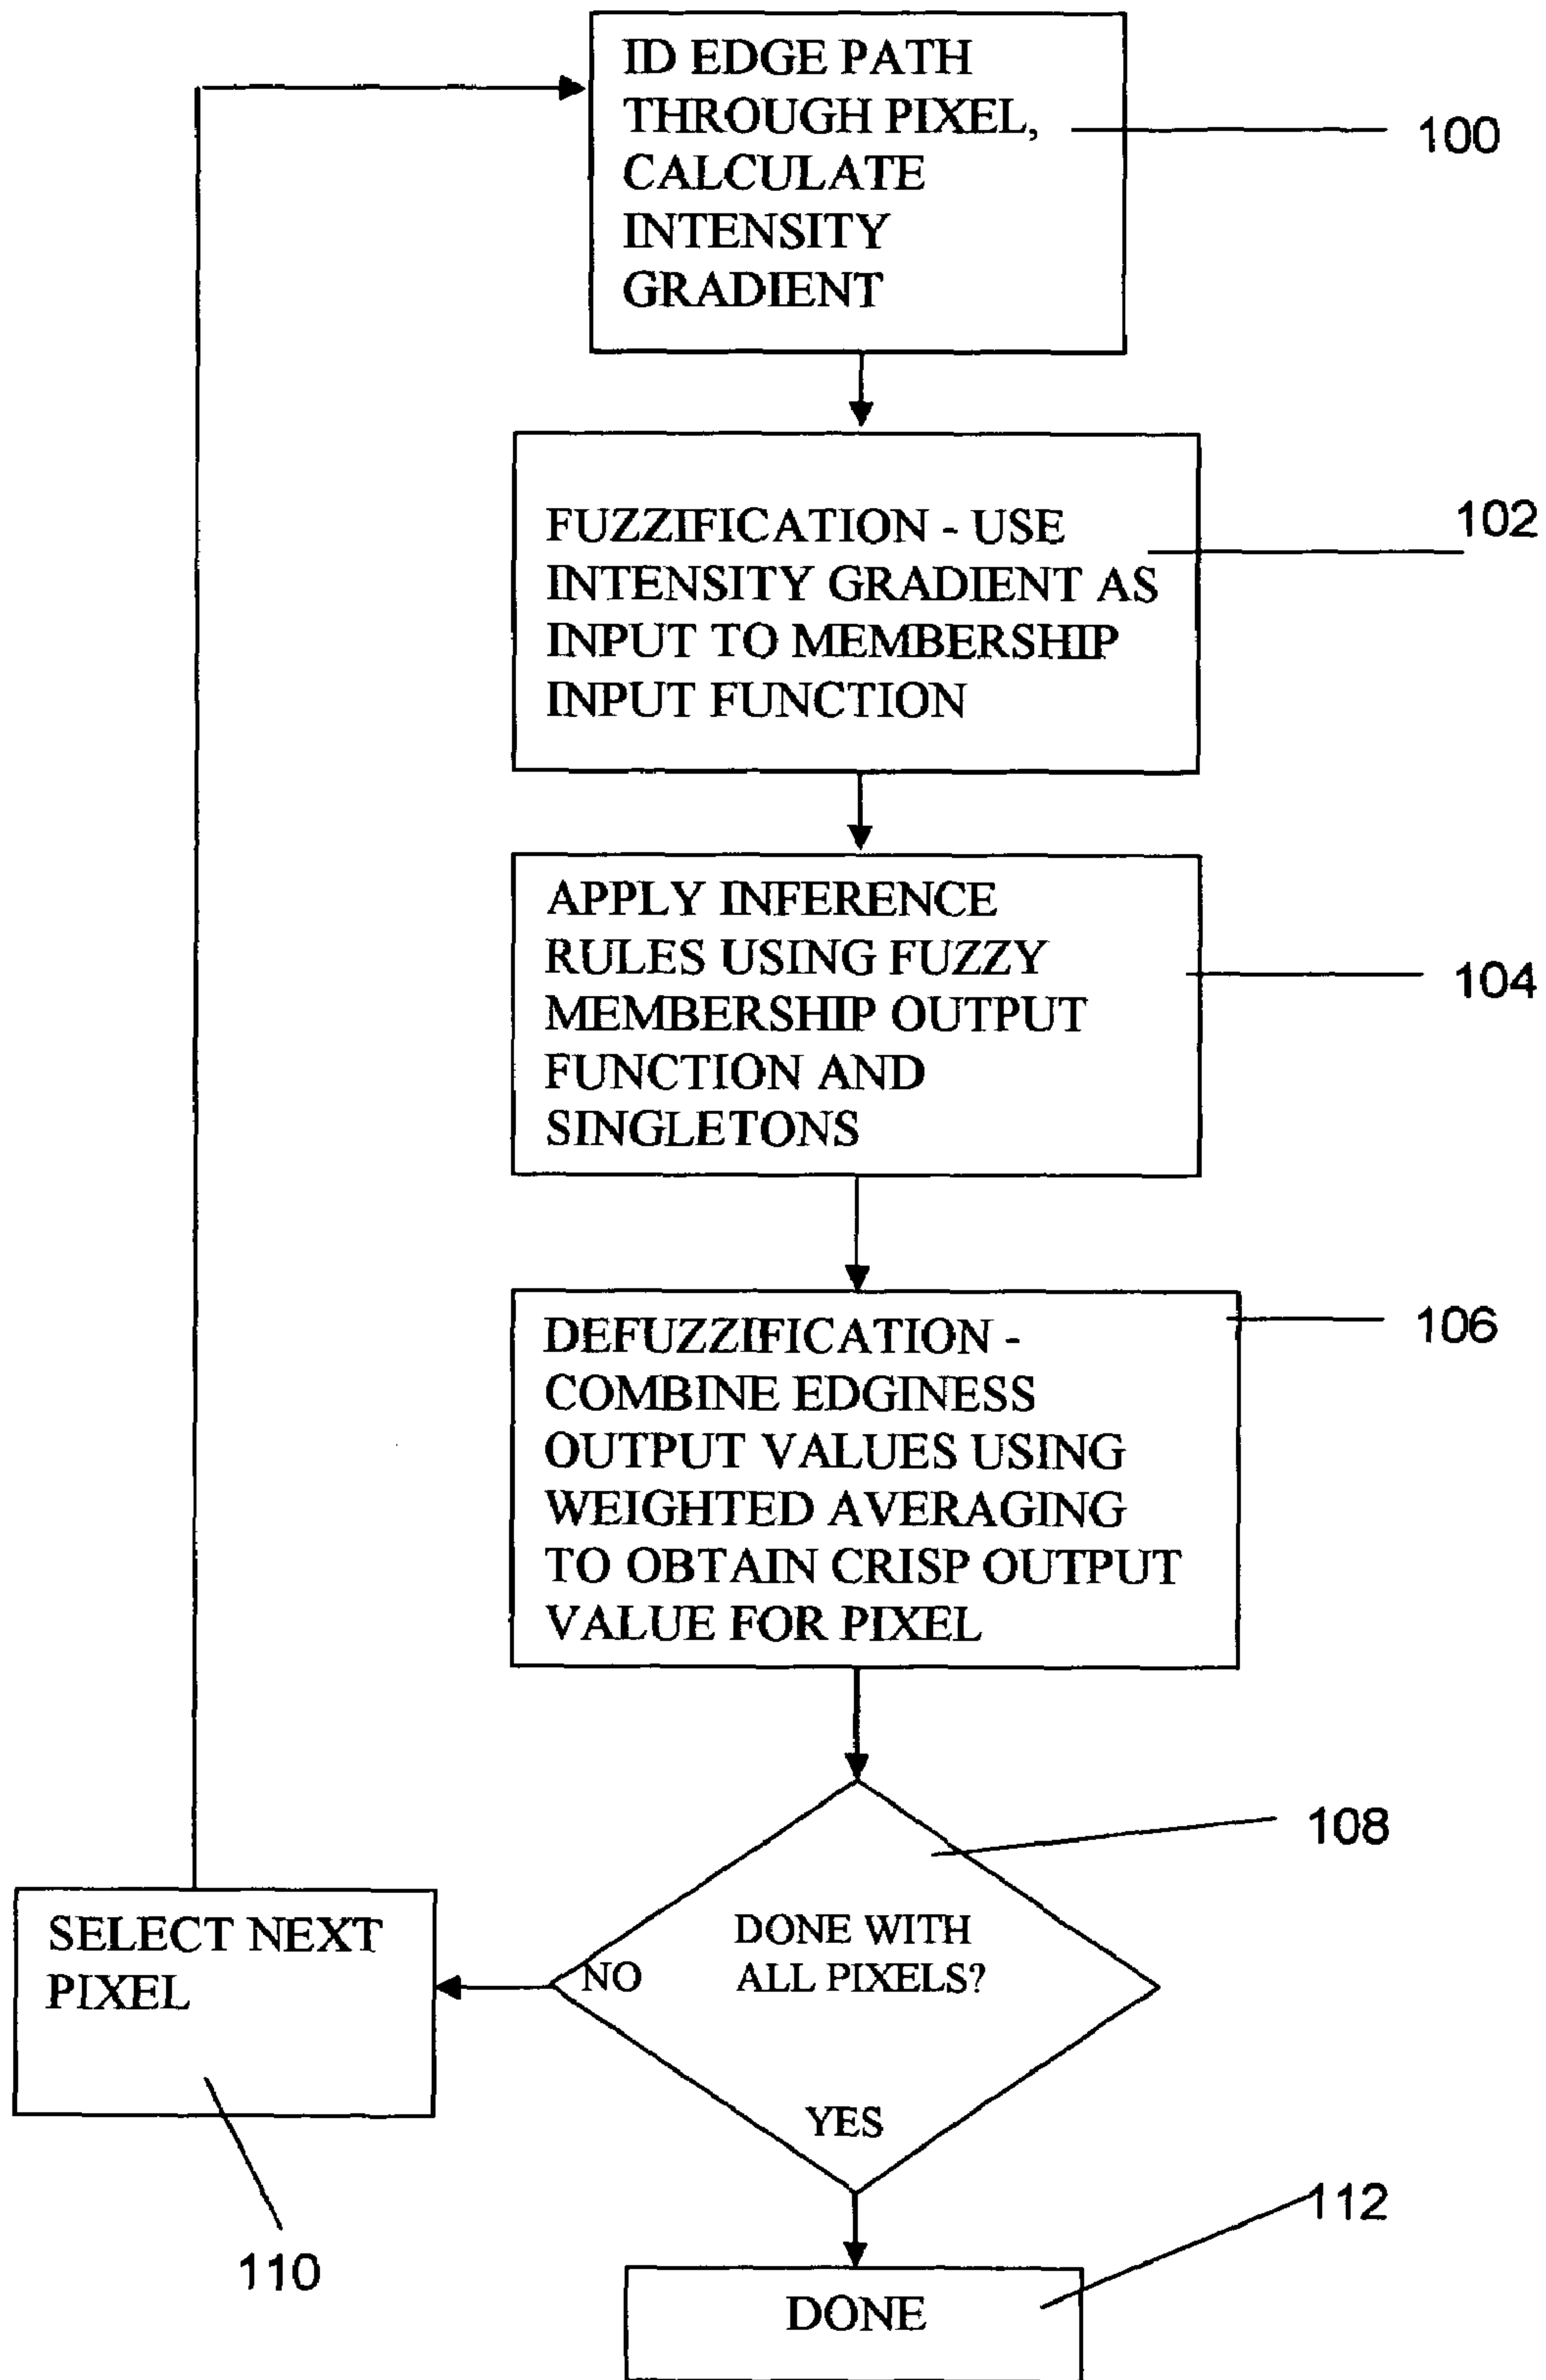 ID EDGE PATH
THROUGH PIXEL,
CALCULATE
INTENSITY
GRADIENT
100
FUZZIFICATION - USE
INTENSITY GRADIENT AS
INPUT TO MEMBERSHIP
INPUT FUNCTION
102
APPLY INFERENCE
RULES USING FUZZY
MEMBERSHIP OUTPUT
FUNCTION AND
SINGLETONS
104
DEFUZZIFICATION -
COMBINE EDGINESS
OUTPUT VALUES USING
WEIGHTED AVERAGING
TO OBTAIN CRISP OUTPUT
VALUE FOR PIXEL
106
DONE WITH
ALL PIXELS?
108
NO
YES
SELECT NEXT
PIXEL
110
DONE
112